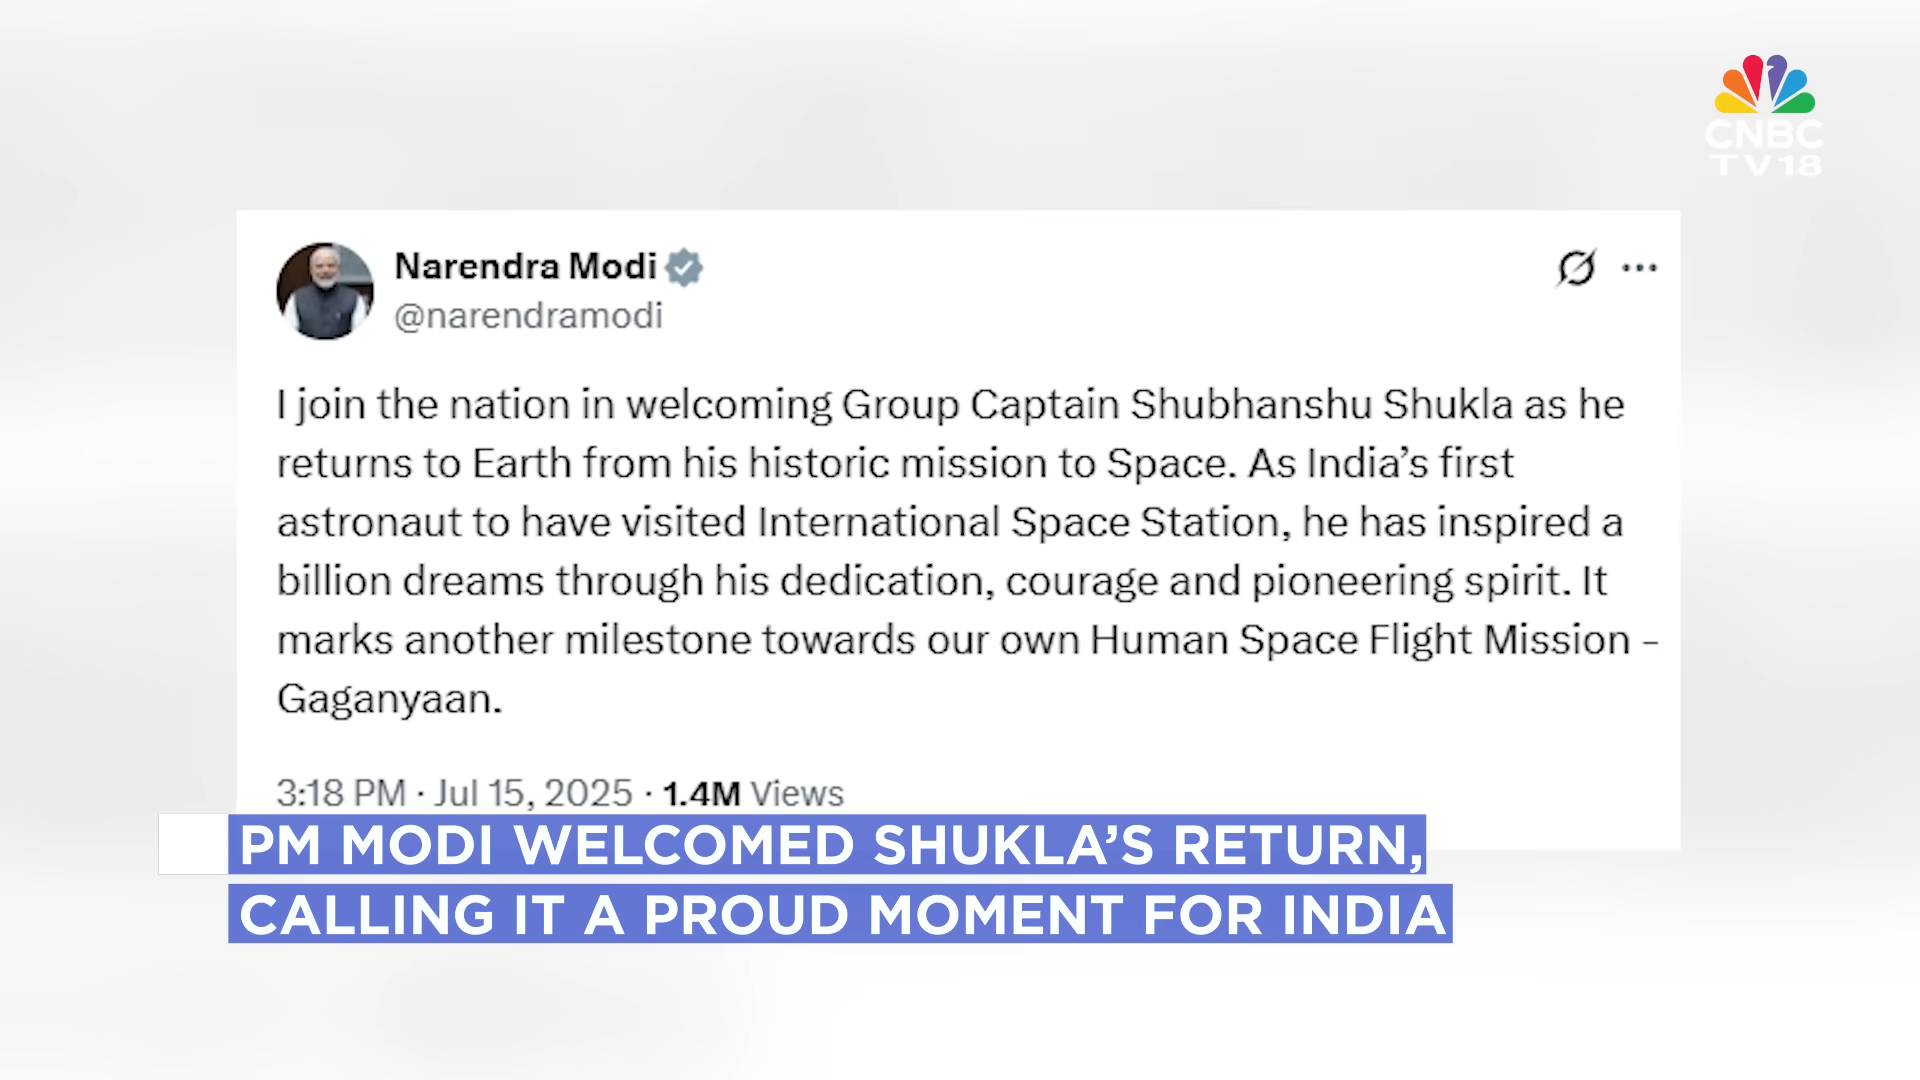 CNBC
TV18
Narendra Modi
@narendramodi
I join the nation in welcoming Group Captain Shubhanshu Shukla as he
returns to Earth from his historic mission to Space. As India’s first
astronaut to have visited International Space Station, he has inspired a
billion dreams through his dedication, courage and pioneering spirit. It
marks another milestone towards our own Human Space Flight Mission –
Gaganyaan.
3:18 PM · Jul 15, 2025 · 1.4M Views
PM MODI WELCOMED SHUKLA’S RETURN,
CALLING IT A PROUD MOMENT FOR INDIA